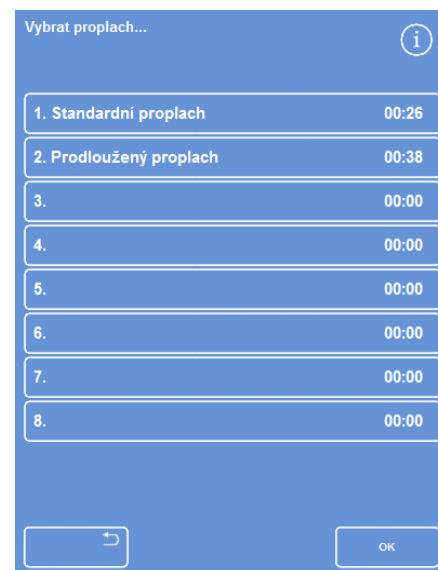 Vybrat proplach...
i
1. Standardní proplach 00:26
2. Prodloužený proplach 00:38
3. 00:00
4. 00:00
5. 00:00
6. 00:00
7. 00:00
8. 00:00
OK